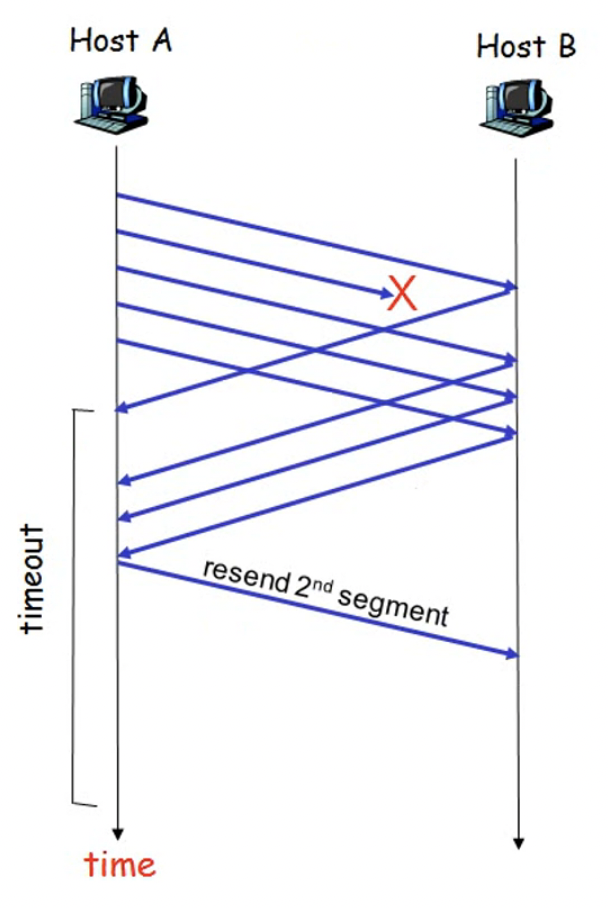 Host A
Host B
X
timeout
resend 2nd segment
time